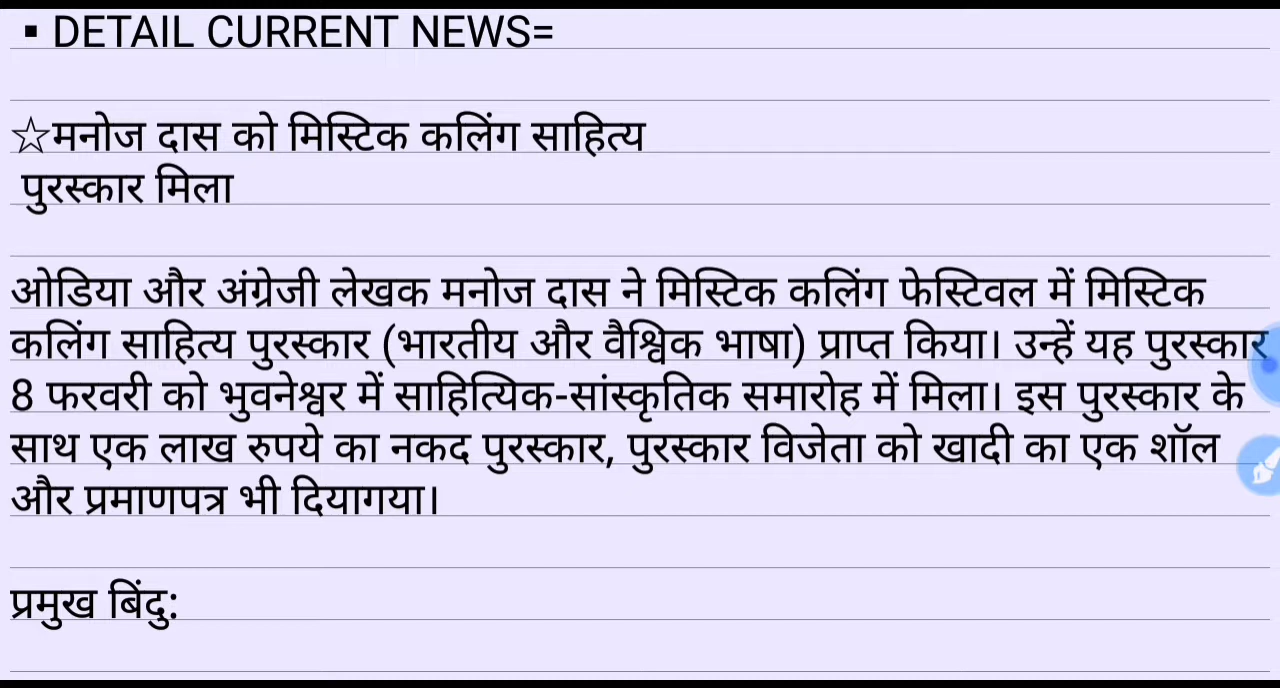 ▪ DETAIL CURRENT NEWS=
☆मनोज दास को मिस्टिक कलिंग साहित्य
पुरस्कार मिला
ओडिया और अंग्रेजी लेखक मनोज दास ने मिस्टिक कलिंग फेस्टिवल में मिस्टिक
कलिंग साहित्य पुरस्कार (भारतीय और वैश्विक भाषा) प्राप्त किया। उन्हें यह पुरस्कार
8 फरवरी को भुवनेश्वर में साहित्यिक-सांस्कृतिक समारोह में मिला। इस पुरस्कार के
साथ एक लाख रुपये का नकद पुरस्कार, पुरस्कार विजेता को खादी का एक शॉल
और प्रमाणपत्र भी दियागया।
प्रमुख बिंदु: